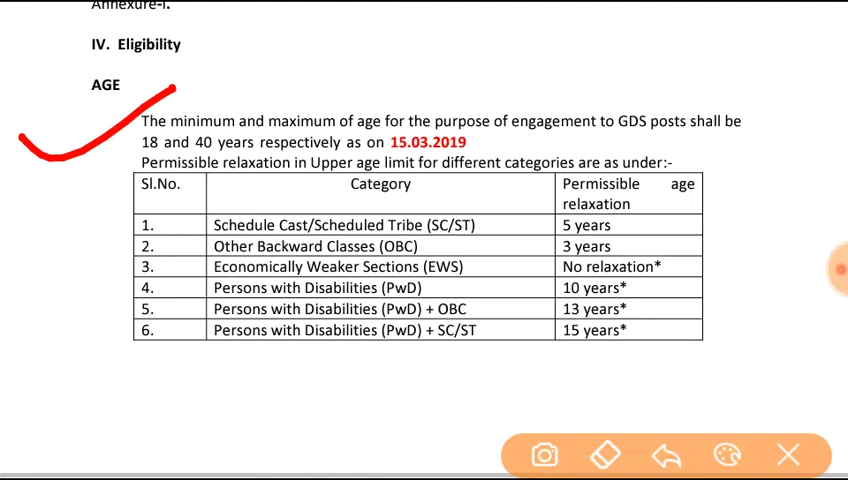 Annexure-I.
IV. Eligibility
AGE
The minimum and maximum of age for the purpose of engagement to GDS posts shall be
18 and 40 years respectively as on 15.03.2019
Permissible relaxation in Upper age limit for different categories are as under:-
Sl.No. Category Permissible age
relaxation
1. Schedule Cast/Scheduled Tribe (SC/ST) 5 years
2. Other Backward Classes (OBC) 3 years
3. Economically Weaker Sections (EWS) No relaxation*
4. Persons with Disabilities (PwD) 10 years*
5. Persons with Disabilities (PwD) + OBC 13 years*
6. Persons with Disabilities (PwD) + SC/ST 15 years*